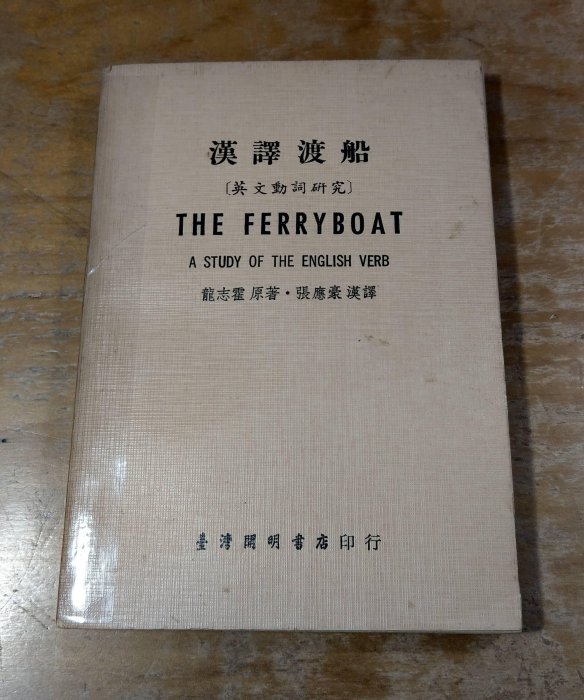 漢譯渡船
〔英文動詞研究〕
THE FERRYBOAT
A STUDY OF THE ENGLISH VERB
龍志霍原著·張應豪漢譯
臺灣開明書店印行